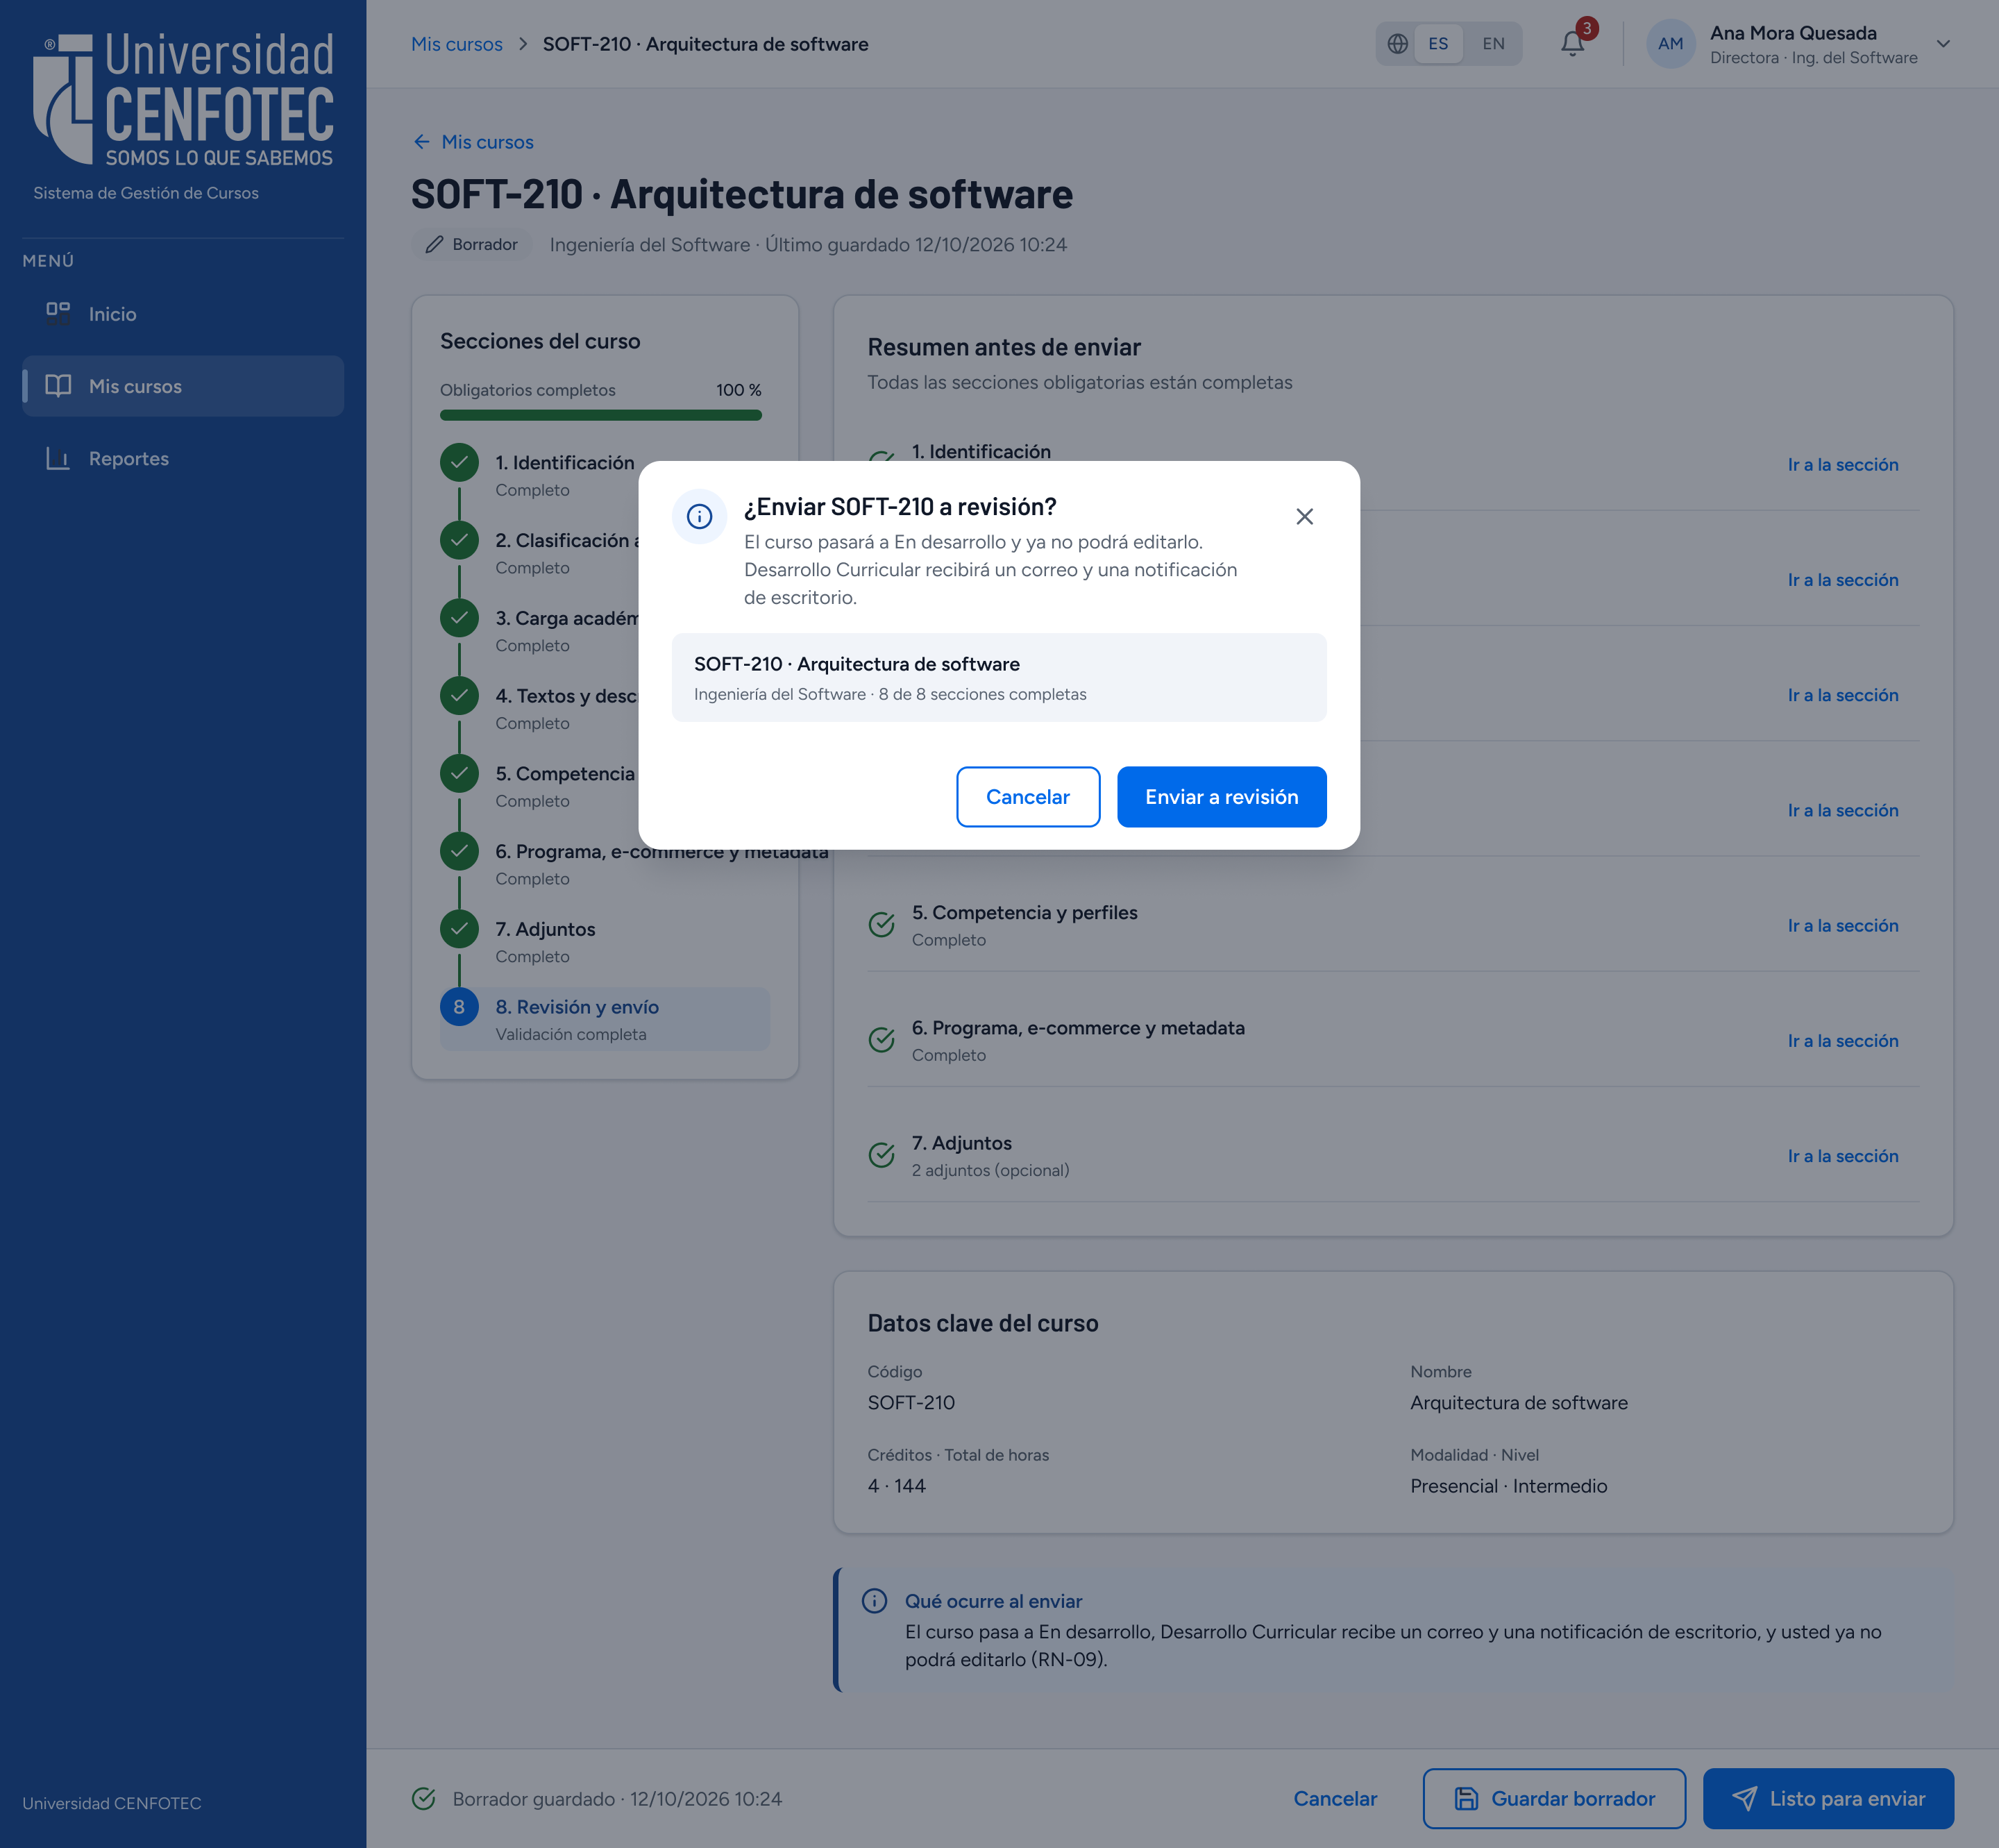 ® Universidad
CENFOTEC
SOMOS LO QUE SABEMOS
Sistema de Gestión de Cursos
MENÚ
Inicio
Mis cursos
Reportes
Universidad CENFOTEC
Mis cursos > SOFT-210 · Arquitectura de software
ES EN
3
AM
Ana Mora Quesada
Directora · Ing. del Software
← Mis cursos
SOFT-210 · Arquitectura de software
Borrador
Ingeniería del Software · Último guardado 12/10/2026 10:24
Secciones del curso
Obligatorios completos 100 %
1. Identificación
Completo
2. Clasificación
Completo
3. Carga
Completo
4. Textos y
Completo
5. Competencia
Completo
6. Programa, e-commerce y metadata
Completo
7. Adjuntos
Completo
8
8. Revisión y envío
Validación completa
Resumen antes de enviar
Todas las secciones obligatorias están completas
1. Identificación
Ir a la sección
Ir a la sección
Ir a la sección
Ir a la sección
5. Competencia y perfiles
Completo
Ir a la sección
6. Programa, e-commerce y metadata
Completo
Ir a la sección
7. Adjuntos
2 adjuntos (opcional)
Ir a la sección
¿Enviar SOFT-210 a revisión?
El curso pasará a En desarrollo y ya no podrá editarlo.
Desarrollo Curricular recibirá un correo y una notificación
de escritorio.
SOFT-210 · Arquitectura de software
Ingeniería del Software · 8 de 8 secciones completas
Cancelar
Enviar a revisión
Datos clave del curso
Código
SOFT-210
Nombre
Arquitectura de software
Créditos · Total de horas
4 · 144
Modalidad · Nivel
Presencial · Intermedio
Qué ocurre al enviar
El curso pasa a En desarrollo, Desarrollo Curricular recibe un correo y una notificación de escritorio, y usted ya no
podrá editarlo (RN-09).
Borrador guardado · 12/10/2026 10:24
Cancelar
Guardar borrador
Listo para enviar